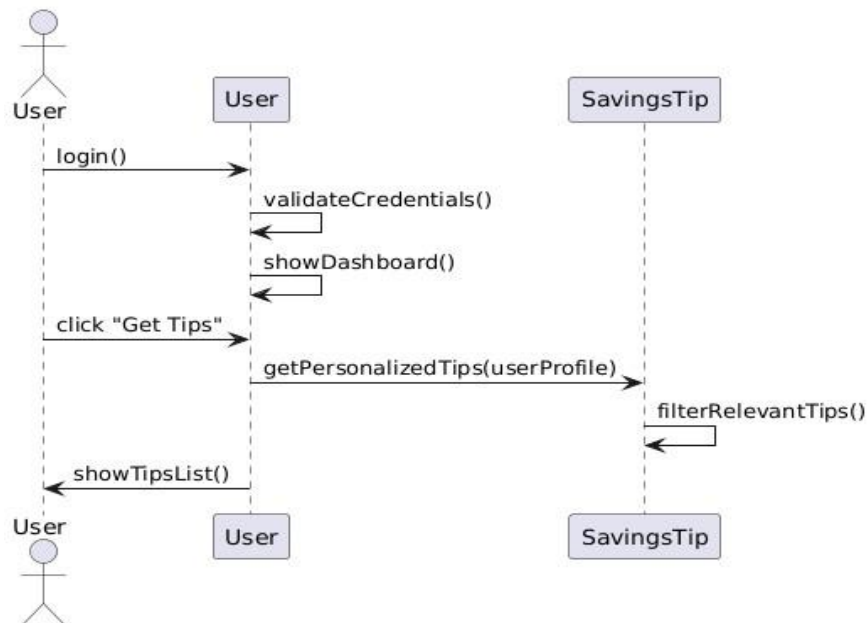 User
User
SavingsTip
login()
validateCredentials()
showDashboard()
click "Get Tips"
getPersonalizedTips(userProfile)
filterRelevantTips()
showTipsList()
User
User
SavingsTip